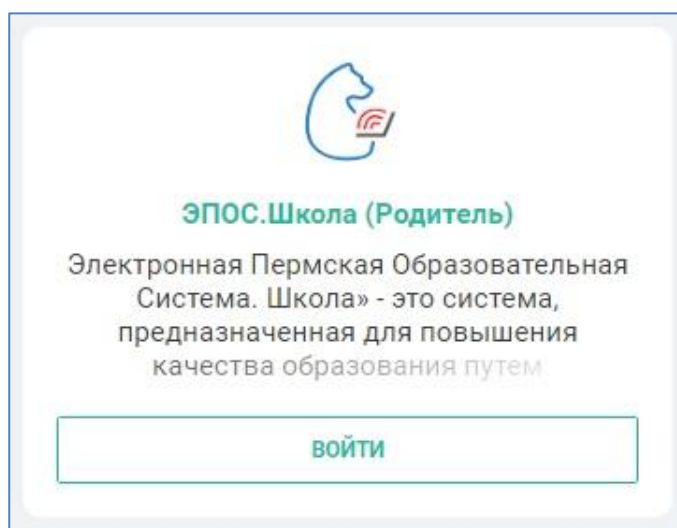 ЭПОС.Школа (Родитель)
Электронная Пермская Образовательная
Система. Школа» - это система,
предназначенная для повышения
качества образования путем
ВОЙТИ